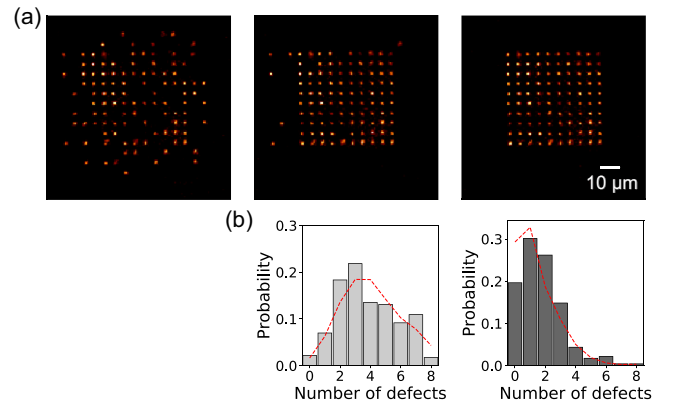 (a)
10 μm
(b)
0.3
0.2
0.1
0.0
Probability
0 2 4 6 8
Number of defects
0.3
0.2
0.1
0.0
Probability
0 2 4 6 8
Number of defects